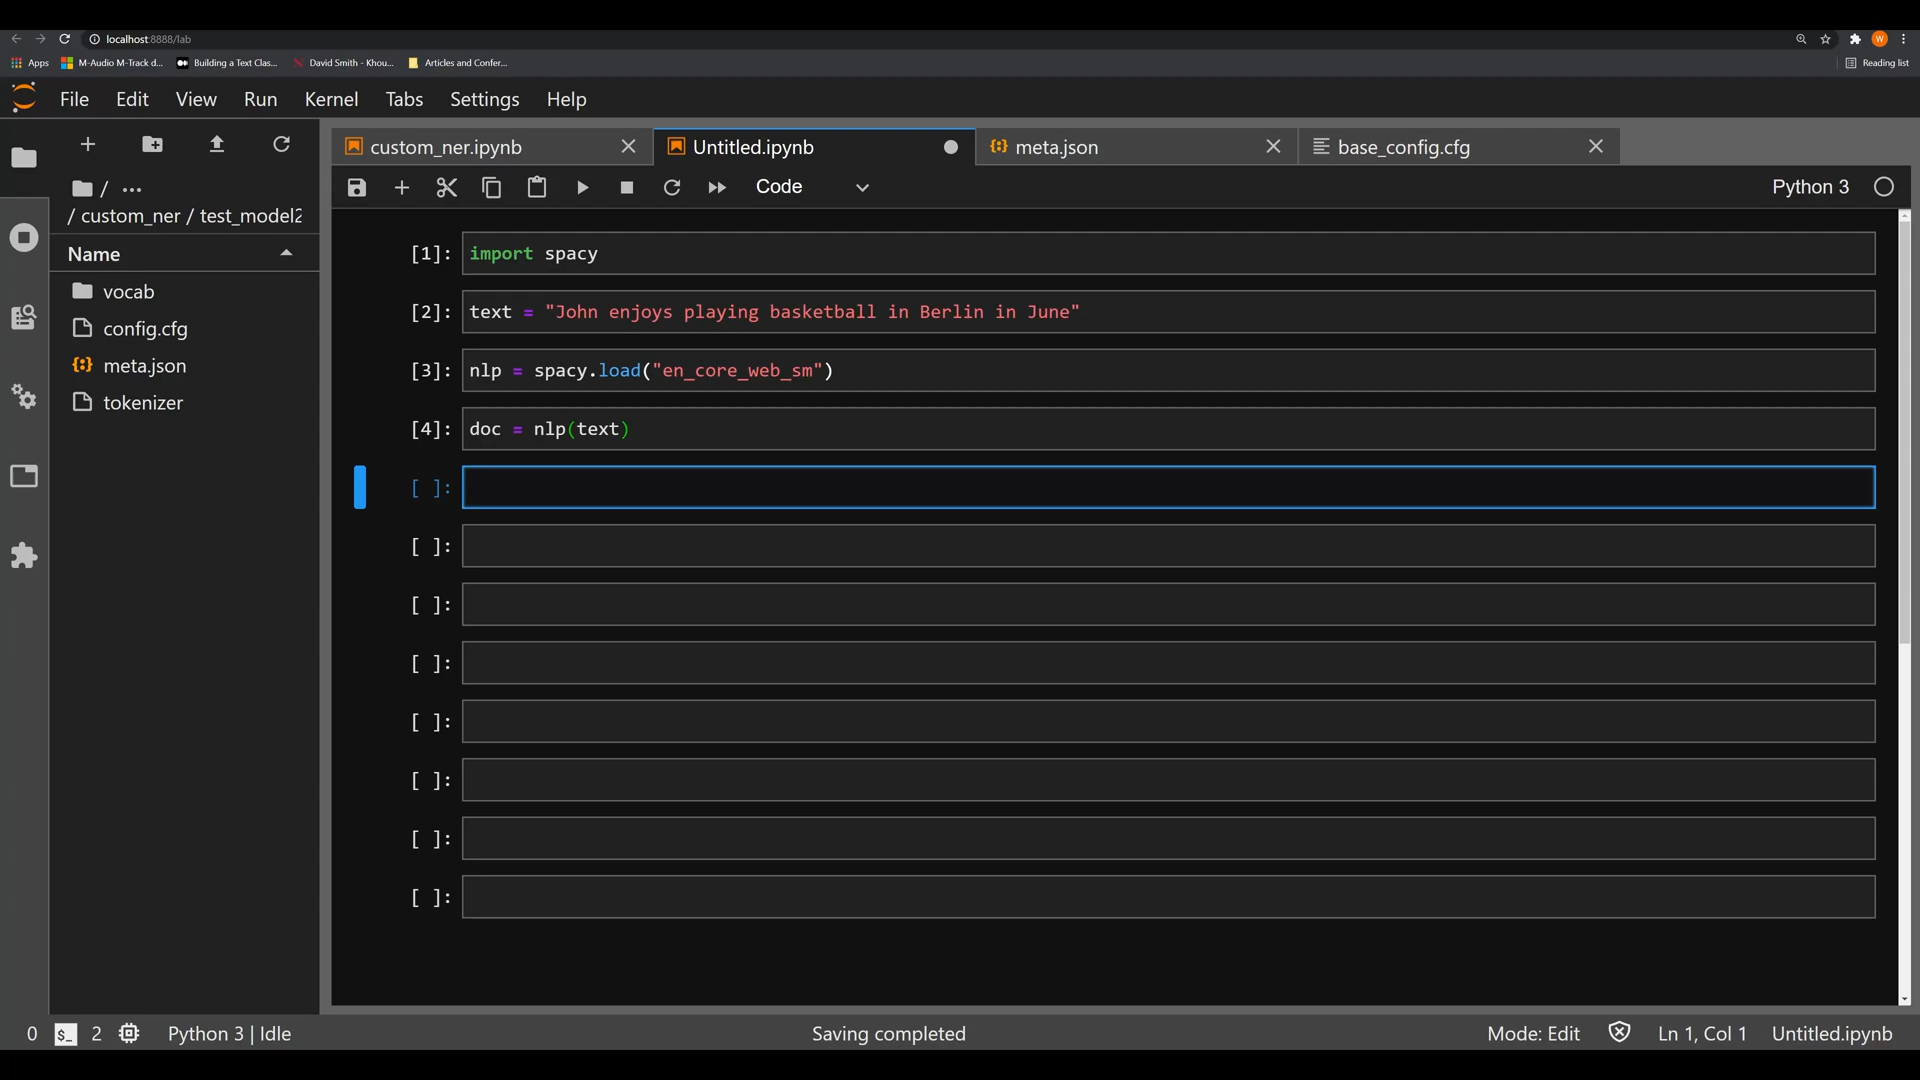 localhost:8888/lab
Apps M-Audio M-Track d... Building a Text Clas... David Smith - Khou... Articles and Confer... Reading list
W
File Edit View Run Kernel Tabs Settings Help
custom_ner.ipynb Untitled.ipynb meta.json base_config.cfg
Code Python 3
/ ...
/ custom_ner / test_model2
Name
vocab
config.cfg
meta.json
tokenizer
[1]: import spacy
[2]: text = "John enjoys playing basketball in Berlin in June"
[3]: nlp = spacy.load("en_core_web_sm")
[4]: doc = nlp(text)
[ ]:
[ ]:
[ ]:
[ ]:
[ ]:
[ ]:
[ ]:
[ ]:
0 $_ 2 Python 3 | Idle Saving completed Mode: Edit Ln 1, Col 1 Untitled.ipynb